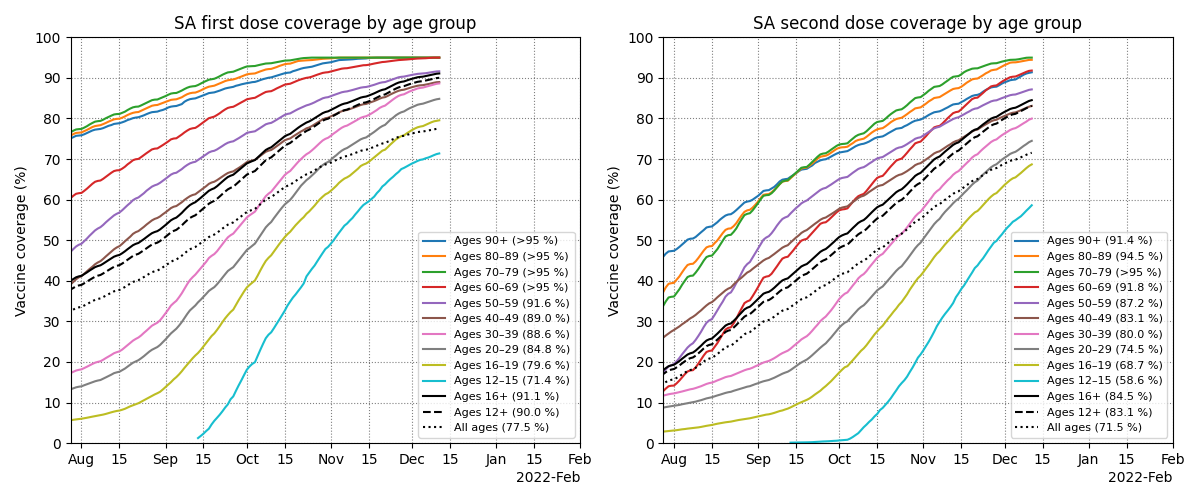 SA first dose coverage by age group
Vaccine coverage (%)
100
90
80
70
60
50
40
30
20
10
0
Aug 15 Sep 15 Oct 15 Nov 15 Dec 15 Jan 15 Feb
2022-Feb
Ages 90+ (>95 %)
Ages 80–89 (>95 %)
Ages 70–79 (>95 %)
Ages 60–69 (>95 %)
Ages 50–59 (91.6 %)
Ages 40–49 (89.0 %)
Ages 30–39 (88.6 %)
Ages 20–29 (84.8 %)
Ages 16–19 (79.6 %)
Ages 12–15 (71.4 %)
Ages 16+ (91.1 %)
Ages 12+ (90.0 %)
All ages (77.5 %)
SA second dose coverage by age group
Vaccine coverage (%)
100
90
80
70
60
50
40
30
20
10
0
Aug 15 Sep 15 Oct 15 Nov 15 Dec 15 Jan 15 Feb
2022-Feb
Ages 90+ (91.4 %)
Ages 80–89 (94.5 %)
Ages 70–79 (>95 %)
Ages 60–69 (91.8 %)
Ages 50–59 (87.2 %)
Ages 40–49 (83.1 %)
Ages 30–39 (80.0 %)
Ages 20–29 (74.5 %)
Ages 16–19 (68.7 %)
Ages 12–15 (58.6 %)
Ages 16+ (84.5 %)
Ages 12+ (83.1 %)
All ages (71.5 %)